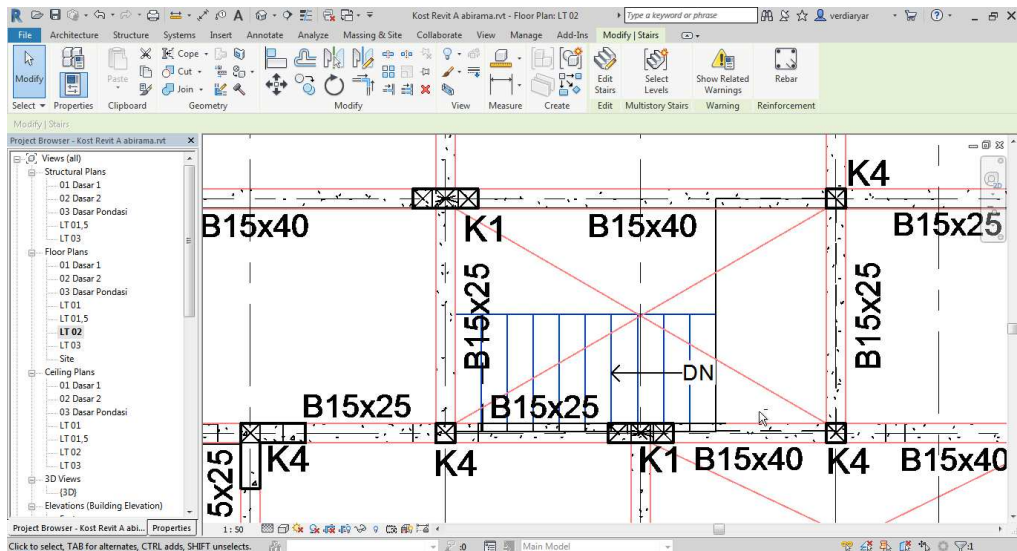 Kost Revit A abirama.rvt - Floor Plan: LT 02
Type a keyword or phrase
verdiaryar
File Architecture Structure Systems Insert Annotate Analyze Massing & Site Collaborate View Manage Add-Ins Modify | Stairs
Modify
Properties
Paste
Cope
Cut
Join
Edit Stairs
Select Levels
Show Related Warnings
Rebar
Select Properties Clipboard Geometry Modify View Measure Create Edit Multistory Stairs Warning Reinforcement
Modify | Stairs
Project Browser - Kost Revit A abirama.rvt
Views (all)
Structural Plans
01 Dasar 1
02 Dasar 2
03 Dasar Pondasi
LT 01,5
LT 03
Floor Plans
01 Dasar 1
02 Dasar 2
03 Dasar Pondasi
LT 01
LT 01,5
LT 02
LT 03
Site
Ceiling Plans
01 Dasar 1
02 Dasar 2
03 Dasar Pondasi
LT 01
LT 01,5
LT 02
LT 03
3D Views
{3D}
Elevations (Building Elevation)
Project Browser - Kost Revit A abi... Properties
K4
B15x40 K1 B15x40 B15x25
B15x25
B15x25
DN
B15x25 B15x25
K4 K4 K1 B15x40 K4 B15x40
5x25
1 : 50
Click to select, TAB for alternates, CTRL adds, SHIFT unselects.
:0
Main Model
:1